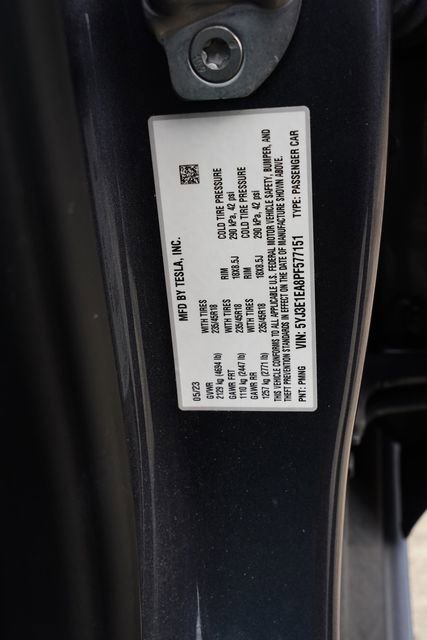 MFD BY TESLA, INC.
05/23
GVWR WITH TIRES RIM COLD TIRE PRESSURE
2129 kg (4694 lb) 235/45R18 18X8.5J 290 kPa, 42 psi
GAWR FRT WITH TIRES RIM COLD TIRE PRESSURE
1110 kg (2447 lb) 235/45R18 18X8.5J 290 kPa, 42 psi
GAWR RR
1257 kg (2771 lb)
THIS VEHICLE CONFORMS TO ALL APPLICABLE U.S. FEDERAL MOTOR VEHICLE SAFETY, BUMPER, AND
THEFT PREVENTION STANDARDS IN EFFECT ON THE DATE OF MANUFACTURE SHOWN ABOVE.
PNT: PMNG VIN: 5YJ3E1EA8PF577151 TYPE: PASSENGER CAR